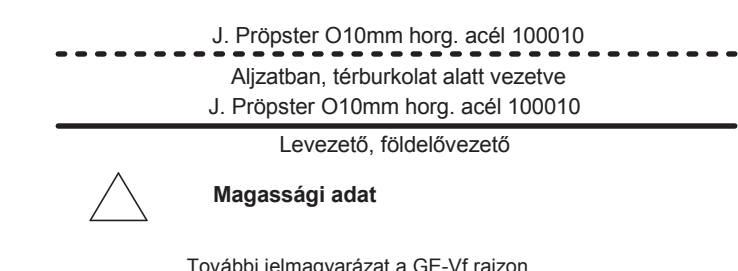 J. Pröpster O10mm horg. acél 100010
Aljzatban, térburkolat alatt vezetve
J. Pröpster O10mm horg. acél 100010
Levezető, földelővezető
Magassági adat
További jelmagyarázat a GE-Vf rajzon